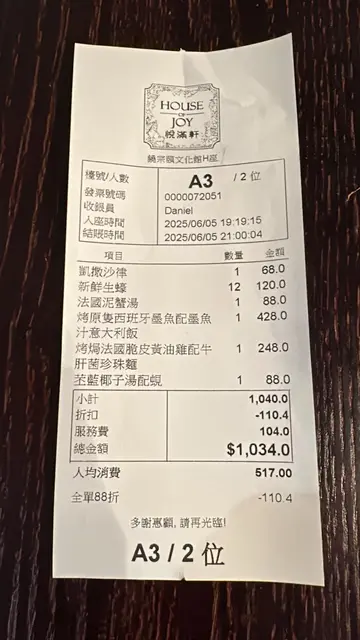 HOUSE
OF
JOY
悅滿軒
饒宗頤文化館H座
檯號/人數 A3 / 2 位
發票號碼 0000072051
收銀員 Daniel
入座時間 2025/06/05 19:19:15
結賬時間 2025/06/05 21:00:04
項目 數量 金額
凱撒沙律 1 68.0
新鮮生蠔 12 120.0
法國泥蟹湯 1 88.0
烤原隻西班牙墨魚配墨魚 1 428.0
汁意大利飯
烤焗法國脆皮黃油雞配牛 1 248.0
肝菌珍珠麵
苤藍椰子湯配蜆 1 88.0
小計 1,040.0
折扣 -110.4
服務費 104.0
總金額 $1,034.0
人均消費 517.00
全單88折 -110.4
多謝惠顧, 請再光臨!
A3 / 2 位